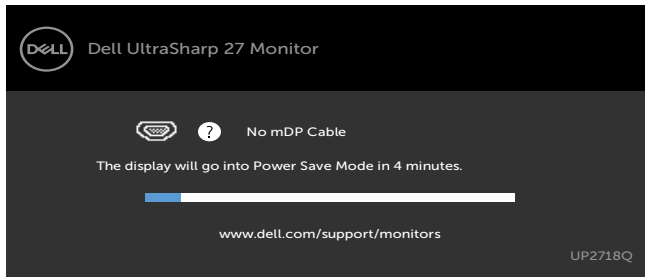 DELL Dell UltraSharp 27 Monitor
? No mDP Cable
The display will go into Power Save Mode in 4 minutes.
www.dell.com/support/monitors
UP2718Q